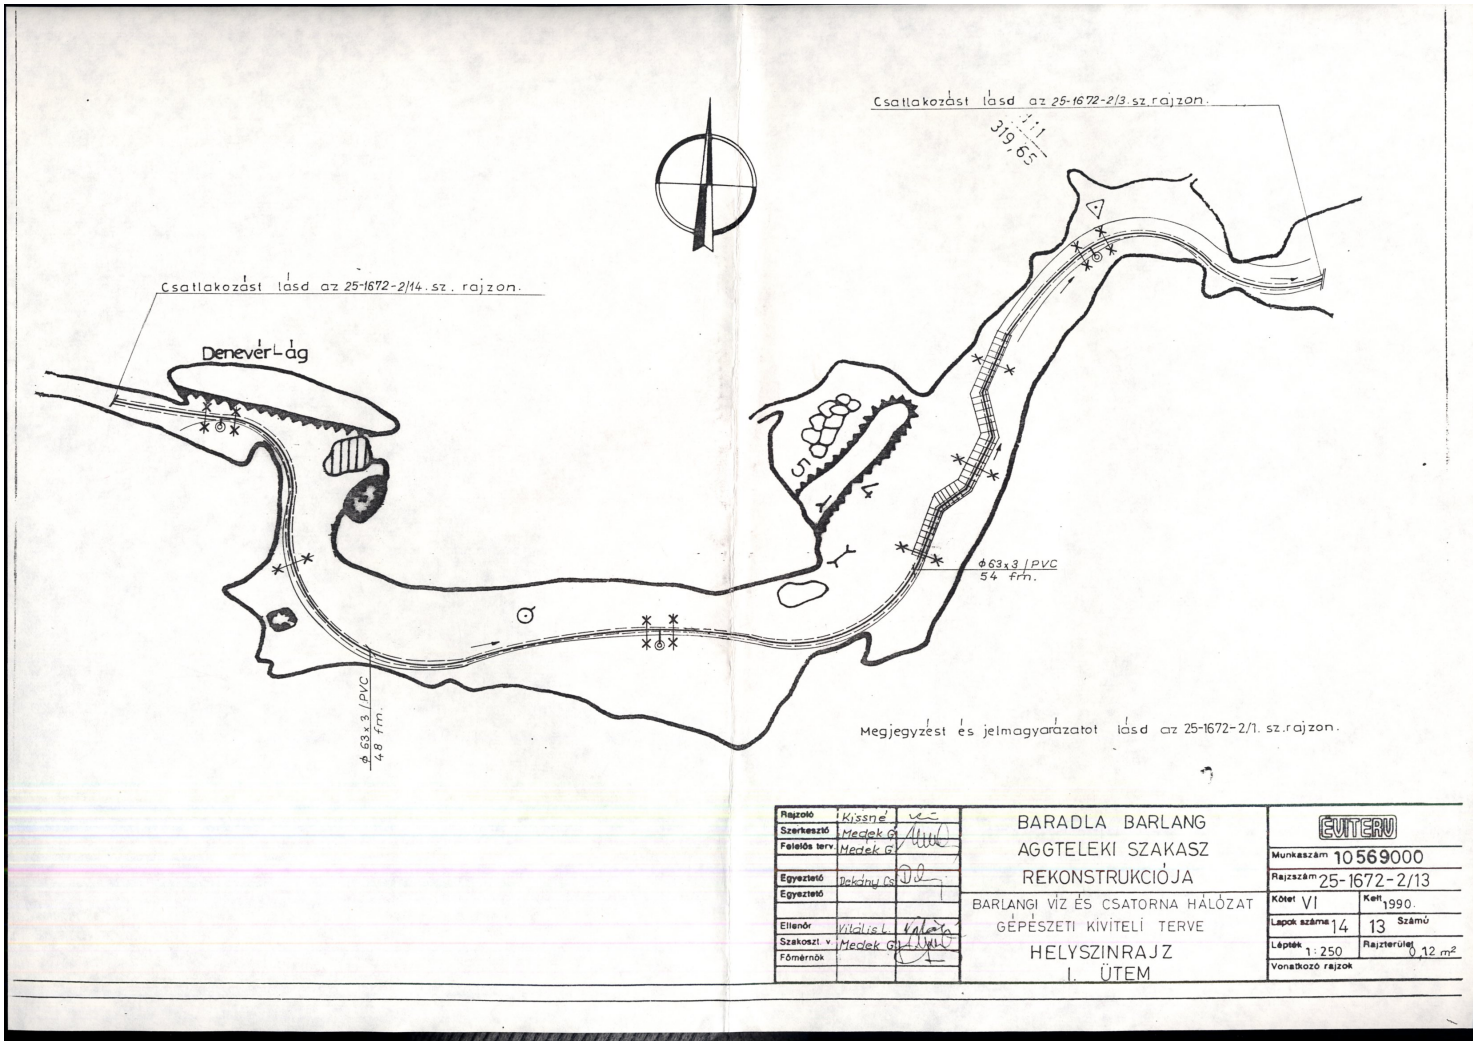 Csatlakozást lásd az 25-1672-2/3. sz. rajzon.
319,65
Csatlakozást lásd az 25-1672-2/14. sz. rajzon.
Denevér-ág
5
4
ϕ63x3 / PVC
54 fm.
ϕ 63x3 / PVC
48 fm.
Megjegyzést és jelmagyarázatot lásd az 25-1672-2/1. sz. rajzon.
Rajzoló Kissné
Szerkesztő Medek G
Felelős terv. Medek G.
Egyeztető Dekány Cs
Egyeztető
Ellenőr Vitális L.
Szakoszt. v Medek G
Főmérnök
BARADLA BARLANG
AGGTELEKI SZAKASZ
REKONSTRUKCIÓJA
BARLANGI VÍZ ÉS CSATORNA HÁLÓZAT
GÉPÉSZETI KIVITELI TERVE
HELYSZINRAJZ
I. ÜTEM
ÉVITERV
Munkaszám 10569000
Rajzszám 25-1672-2/13
Kötet VI Kelt 1990.
Lapok száma 14 13 Számú
Lépték 1:250 Rajzterület 0,12 m²
Vonatkozó rajzok